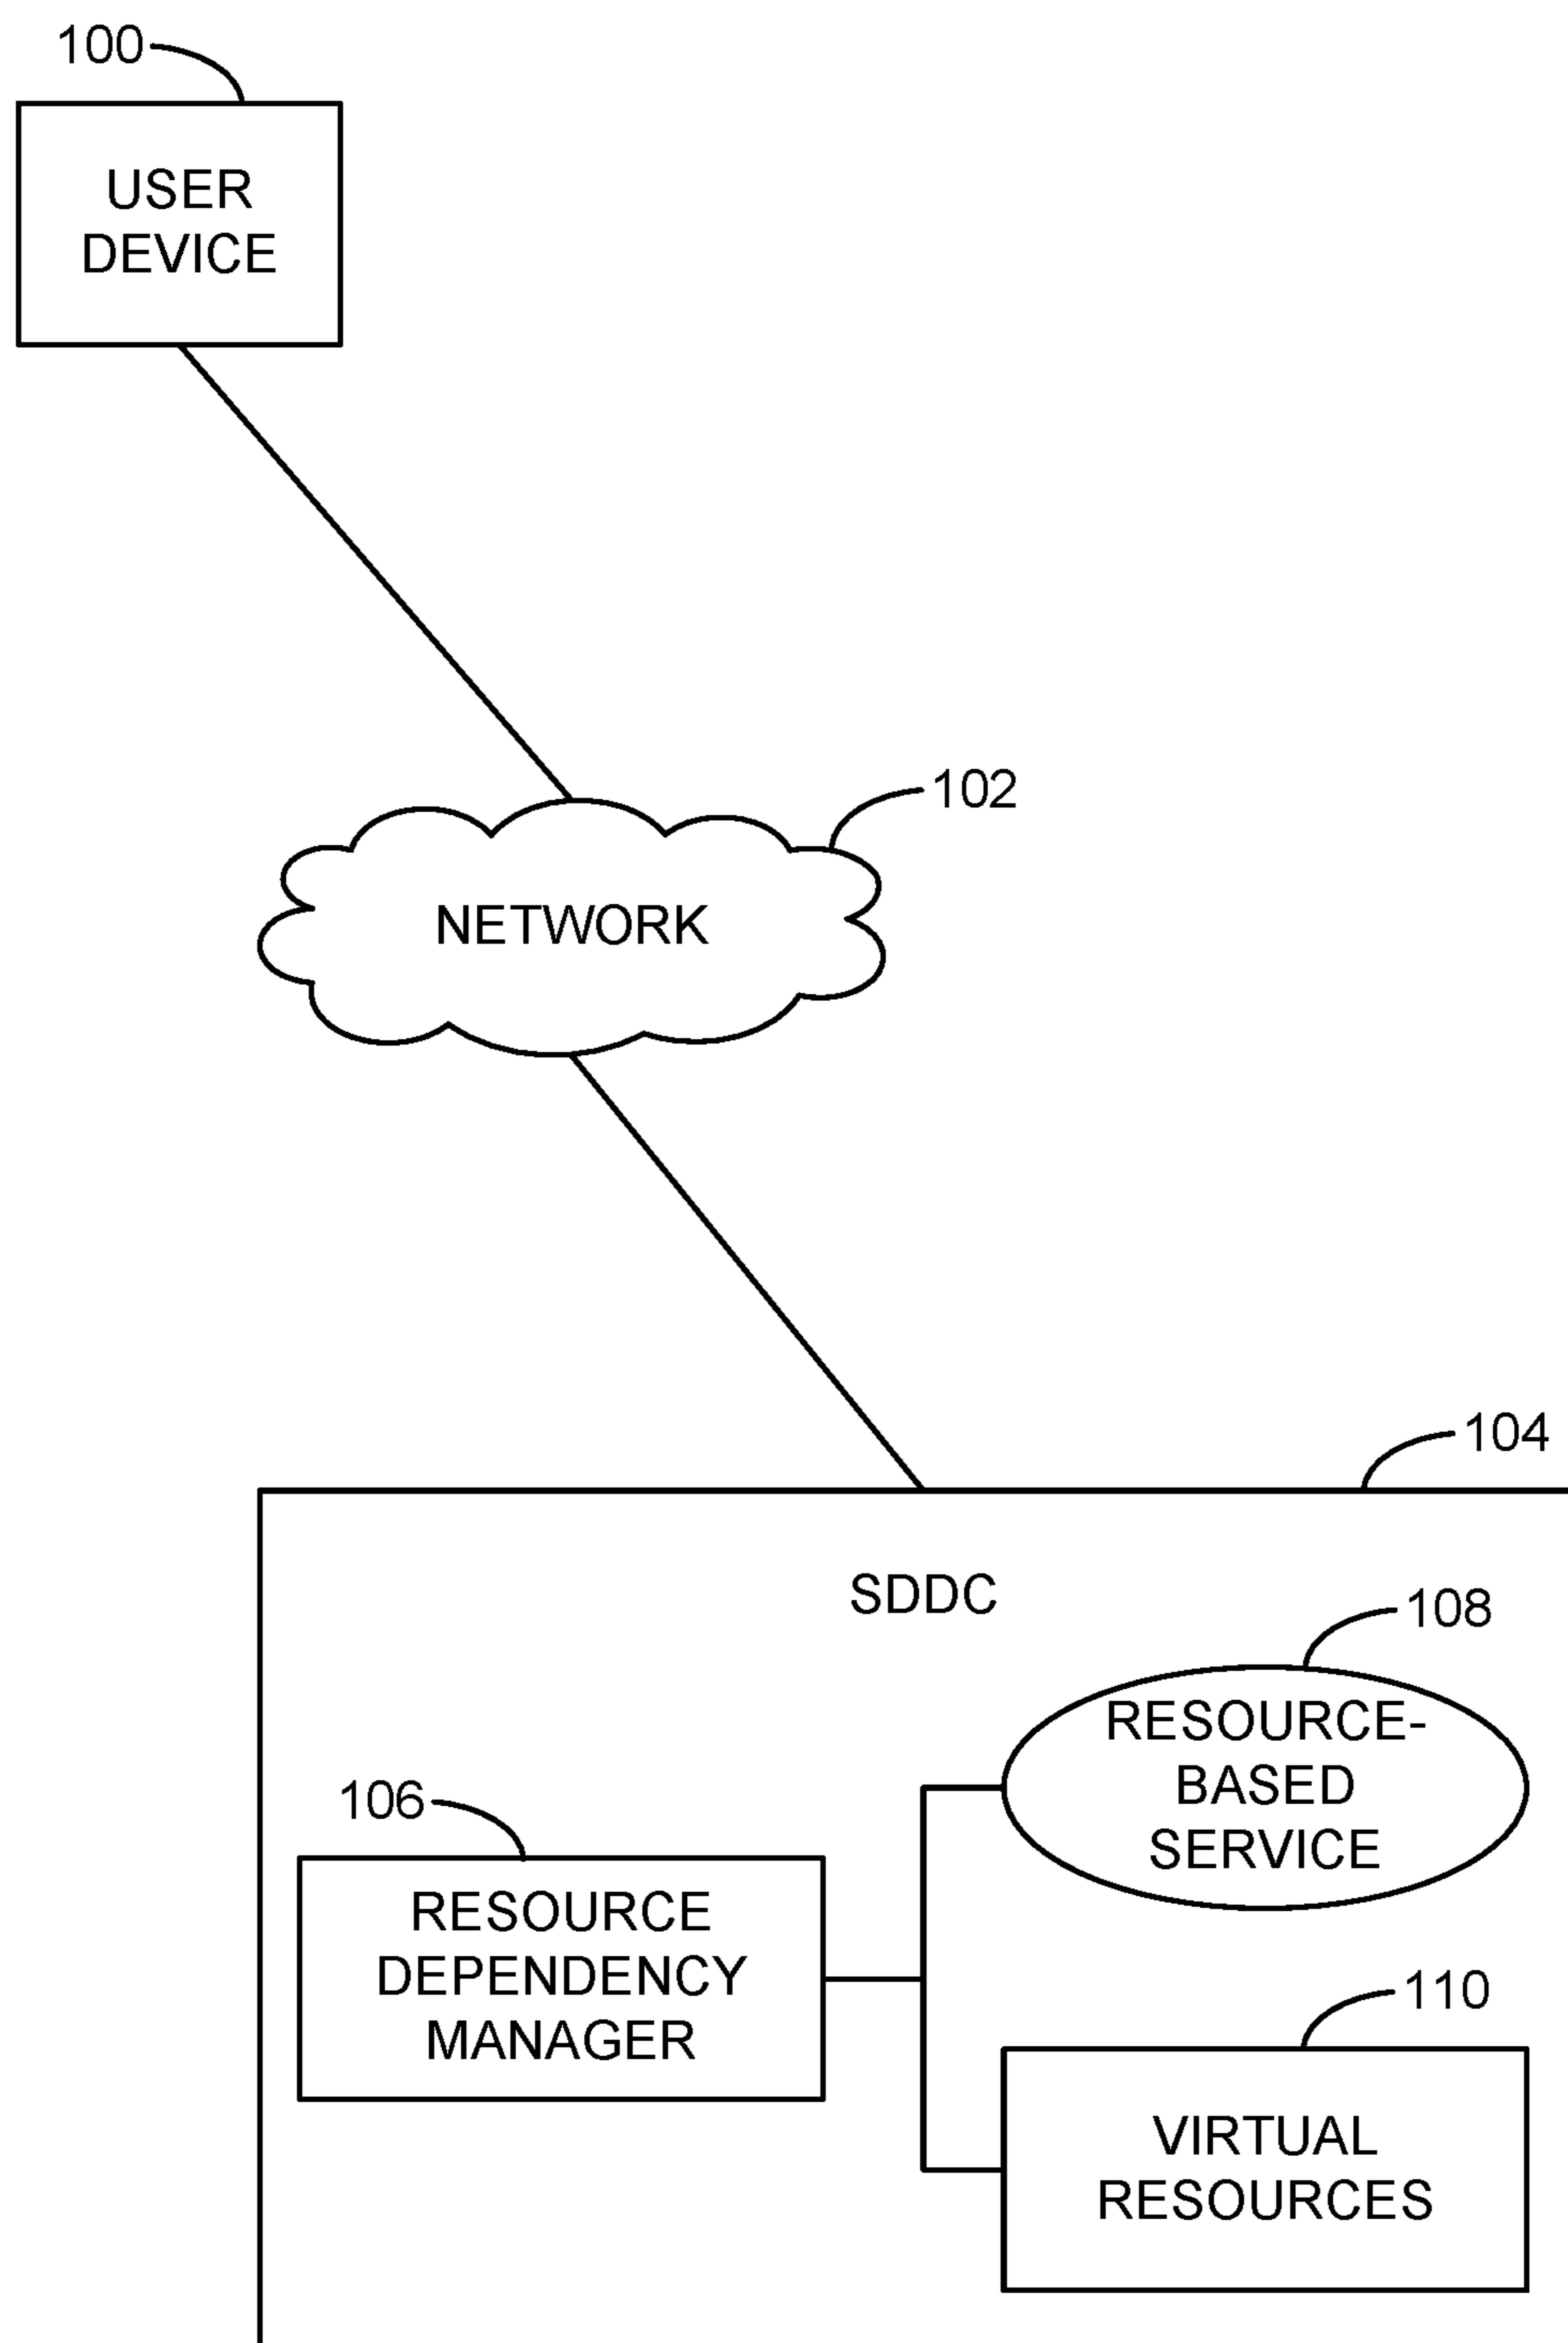 100
USER
DEVICE
102
NETWORK
104
SDDC
108
RESOURCE-
BASED
SERVICE
106
RESOURCE
DEPENDENCY
MANAGER
110
VIRTUAL
RESOURCES